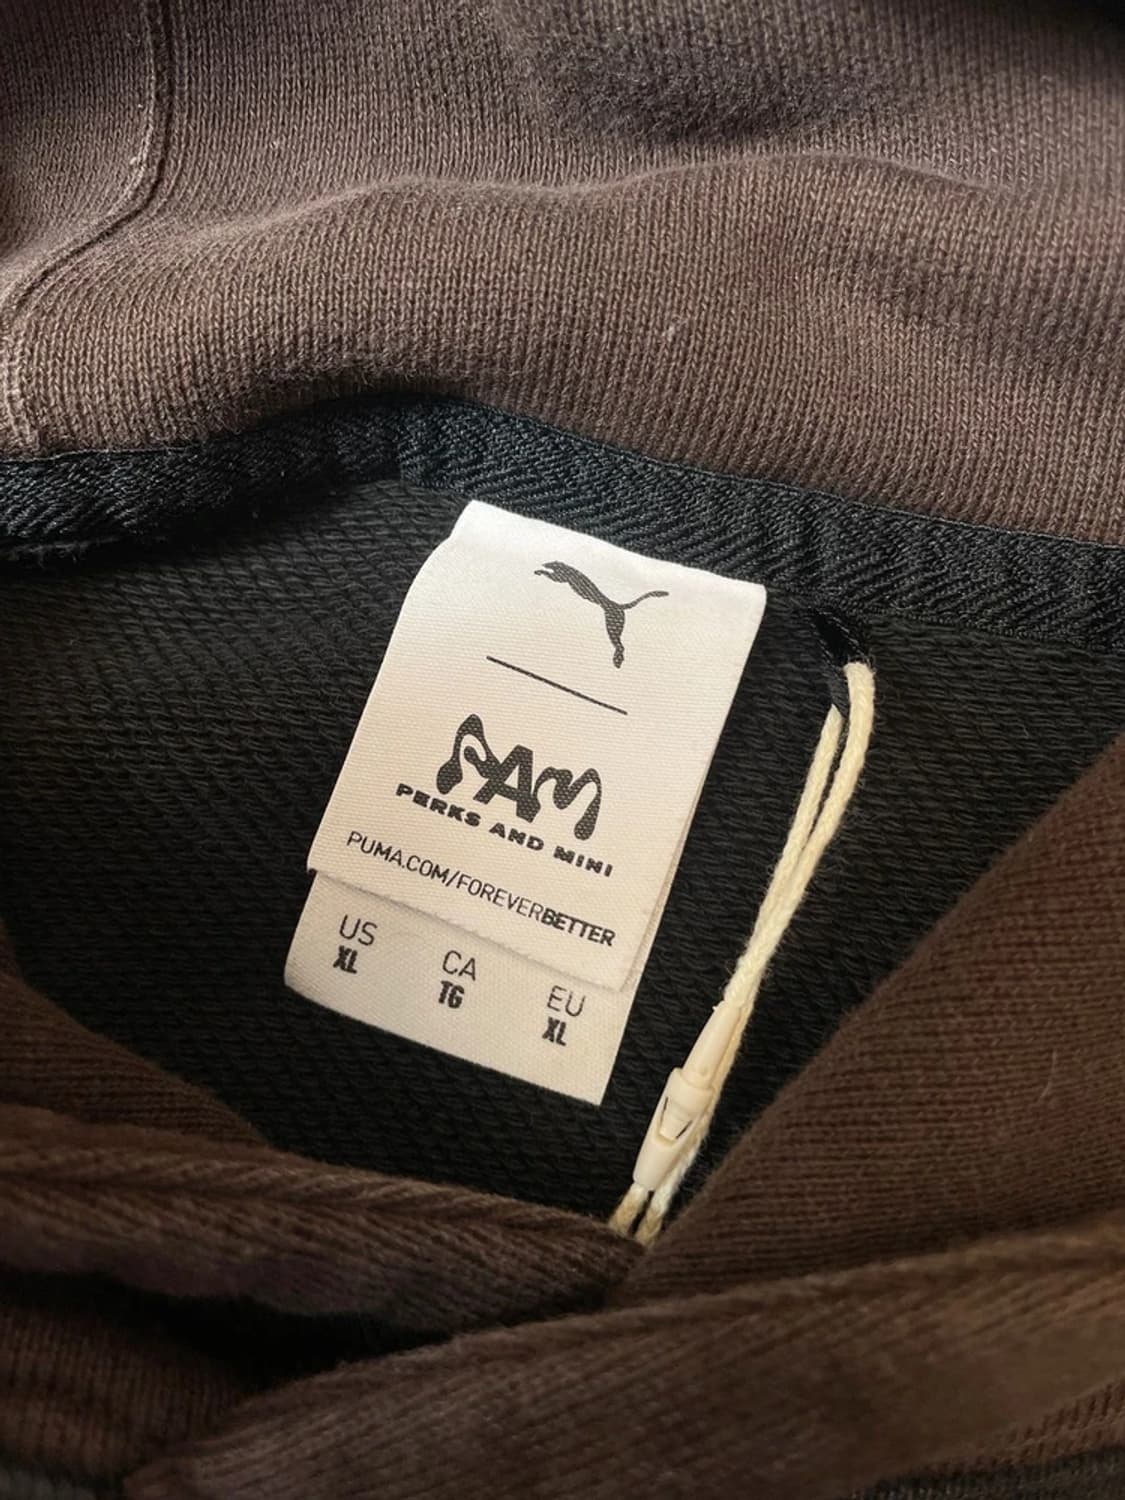 PAM
PERKS AND MINI
PUMA.COM/FOREVERBETTER
US CA EU
XL TG XL